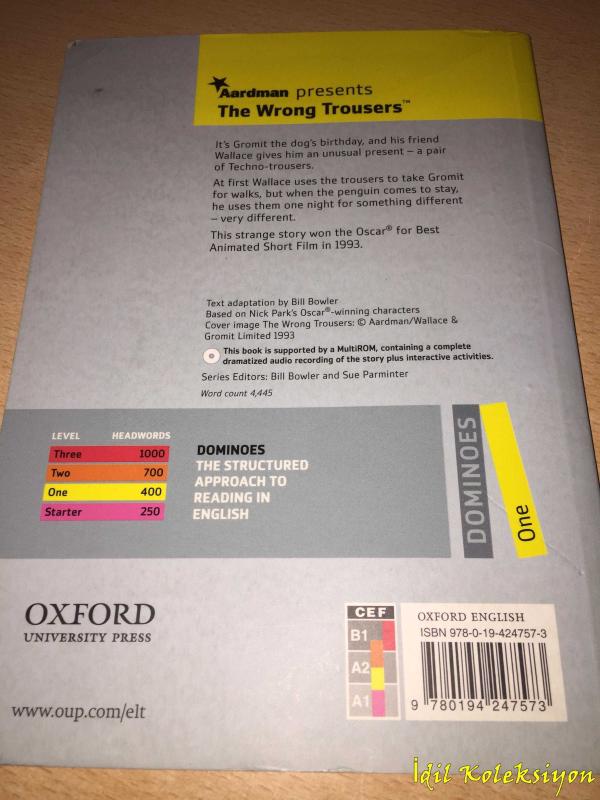 Aardman presents
The Wrong Trousers™
It's Gromit the dog's birthday, and his friend
Wallace gives him an unusual present – a pair
of Techno-trousers.
At first Wallace uses the trousers to take Gromit
for walks, but when the penguin comes to stay,
he uses them one night for something different
– very different.
This strange story won the Oscar® for Best
Animated Short Film in 1993.
Text adaptation by Bill Bowler
Based on Nick Park's Oscar®-winning characters
Cover image The Wrong Trousers: © Aardman/Wallace &
Gromit Limited 1993
This book is supported by a MultiROM, containing a complete
dramatized audio recording of the story plus interactive activities.
Series Editors: Bill Bowler and Sue Parminter
Word count 4,445
LEVEL HEADWORDS
Three 1000
Two 700
One 400
Starter 250
DOMINOES
THE STRUCTURED
APPROACH TO
READING IN
ENGLISH
DOMINOES
One
OXFORD
UNIVERSITY PRESS
www.oup.com/elt
CEF
B1
A2
A1
OXFORD ENGLISH
ISBN 978-0-19-424757-3
9 780194 247573
İdil Koleksiyon